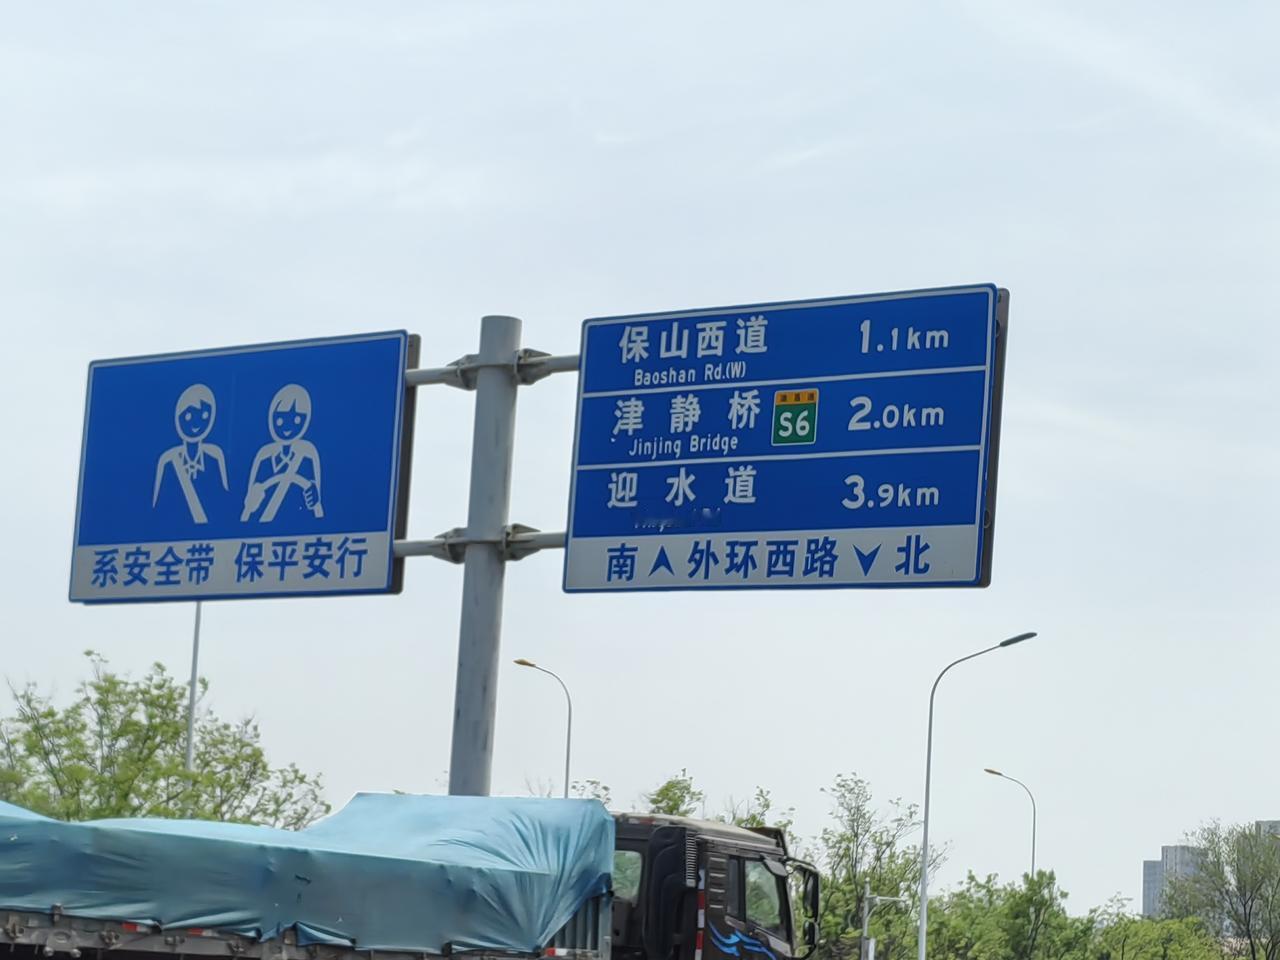 系安全带 保平安行
保山西道 1.1km
Baoshan Rd.(W)
津静桥 S6 2.0km
Jinjing Bridge
迎水道 3.9km
南 外环西路 北